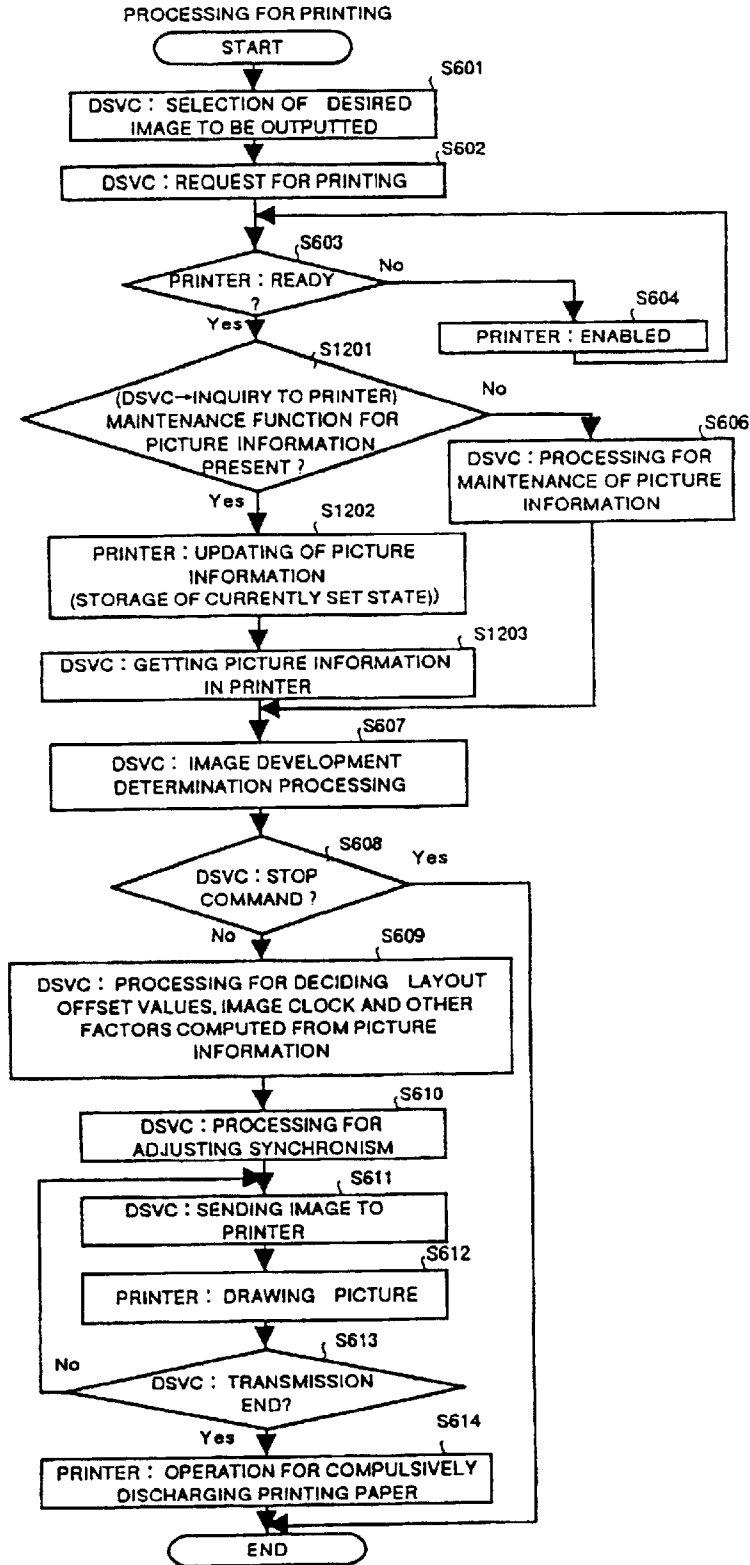 PROCESSING FOR PRINTING
START
S601
DSVC : SELECTION OF DESIRED
IMAGE TO BE OUTPUTTED
S602
DSVC : REQUEST FOR PRINTING
S603
PRINTER : READY
?
No
Yes
S604
PRINTER : ENABLED
S1201
(DSVC→INQUIRY TO PRINTER)
MAINTENANCE FUNCTION FOR
PICTURE INFORMATION
PRESENT ?
No
Yes
S606
DSVC : PROCESSING FOR
MAINTENANCE OF PICTURE
INFORMATION
S1202
PRINTER : UPDATING OF PICTURE
INFORMATION
(STORAGE OF CURRENTLY SET STATE))
S1203
DSVC : GETTING PICTURE INFORMATION
IN PRINTER
S607
DSVC : IMAGE DEVELOPMENT
DETERMINATION PROCESSING
S608
DSVC : STOP
COMMAND ?
Yes
No
S609
DSVC : PROCESSING FOR DECIDING LAYOUT
OFFSET VALUES, IMAGE CLOCK AND OTHER
FACTORS COMPUTED FROM PICTURE
INFORMATION
S610
DSVC : PROCESSING FOR
ADJUSTING SYNCHRONISM
S611
DSVC : SENDING IMAGE TO
PRINTER
S612
PRINTER : DRAWING PICTURE
S613
No
DSVC : TRANSMISSION
END?
Yes
S614
PRINTER : OPERATION FOR COMPULSIVELY
DISCHARGING PRINTING PAPER
END